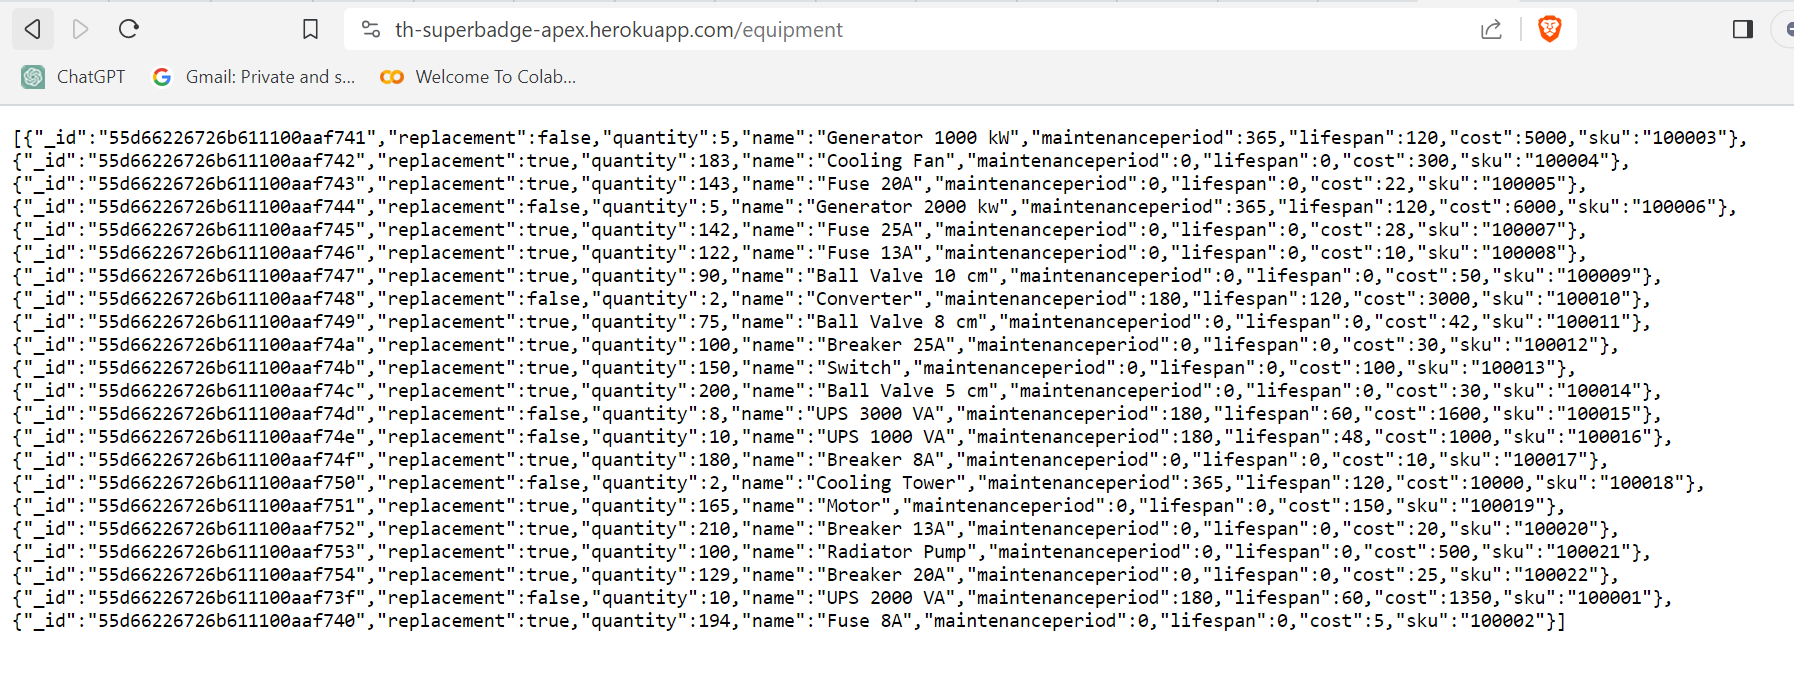 th-superbadge-apex.herokuapp.com/equipment
ChatGPT Gmail: Private and s... Welcome To Colab...
[{"_id":"55d66226726b611100aaf741","replacement":false,"quantity":5,"name":"Generator 1000 kW","maintenanceperiod":365,"lifespan":120,"cost":5000,"sku":"100003"},
{"_id":"55d66226726b611100aaf742","replacement":true,"quantity":183,"name":"Cooling Fan","maintenanceperiod":0,"lifespan":0,"cost":300,"sku":"100004"},
{"_id":"55d66226726b611100aaf743","replacement":true,"quantity":143,"name":"Fuse 20A","maintenanceperiod":0,"lifespan":0,"cost":22,"sku":"100005"},
{"_id":"55d66226726b611100aaf744","replacement":false,"quantity":5,"name":"Generator 2000 kw","maintenanceperiod":365,"lifespan":120,"cost":6000,"sku":"100006"},
{"_id":"55d66226726b611100aaf745","replacement":true,"quantity":142,"name":"Fuse 25A","maintenanceperiod":0,"lifespan":0,"cost":28,"sku":"100007"},
{"_id":"55d66226726b611100aaf746","replacement":true,"quantity":122,"name":"Fuse 13A","maintenanceperiod":0,"lifespan":0,"cost":10,"sku":"100008"},
{"_id":"55d66226726b611100aaf747","replacement":true,"quantity":90,"name":"Ball Valve 10 cm","maintenanceperiod":0,"lifespan":0,"cost":50,"sku":"100009"},
{"_id":"55d66226726b611100aaf748","replacement":false,"quantity":2,"name":"Converter","maintenanceperiod":180,"lifespan":120,"cost":3000,"sku":"100010"},
{"_id":"55d66226726b611100aaf749","replacement":true,"quantity":75,"name":"Ball Valve 8 cm","maintenanceperiod":0,"lifespan":0,"cost":42,"sku":"100011"},
{"_id":"55d66226726b611100aaf74a","replacement":true,"quantity":100,"name":"Breaker 25A","maintenanceperiod":0,"lifespan":0,"cost":30,"sku":"100012"},
{"_id":"55d66226726b611100aaf74b","replacement":true,"quantity":150,"name":"Switch","maintenanceperiod":0,"lifespan":0,"cost":100,"sku":"100013"},
{"_id":"55d66226726b611100aaf74c","replacement":true,"quantity":200,"name":"Ball Valve 5 cm","maintenanceperiod":0,"lifespan":0,"cost":30,"sku":"100014"},
{"_id":"55d66226726b611100aaf74d","replacement":false,"quantity":8,"name":"UPS 3000 VA","maintenanceperiod":180,"lifespan":60,"cost":1600,"sku":"100015"},
{"_id":"55d66226726b611100aaf74e","replacement":false,"quantity":10,"name":"UPS 1000 VA","maintenanceperiod":180,"lifespan":48,"cost":1000,"sku":"100016"},
{"_id":"55d66226726b611100aaf74f","replacement":true,"quantity":180,"name":"Breaker 8A","maintenanceperiod":0,"lifespan":0,"cost":10,"sku":"100017"},
{"_id":"55d66226726b611100aaf750","replacement":false,"quantity":2,"name":"Cooling Tower","maintenanceperiod":365,"lifespan":120,"cost":10000,"sku":"100018"},
{"_id":"55d66226726b611100aaf751","replacement":true,"quantity":165,"name":"Motor","maintenanceperiod":0,"lifespan":0,"cost":150,"sku":"100019"},
{"_id":"55d66226726b611100aaf752","replacement":true,"quantity":210,"name":"Breaker 13A","maintenanceperiod":0,"lifespan":0,"cost":20,"sku":"100020"},
{"_id":"55d66226726b611100aaf753","replacement":true,"quantity":100,"name":"Radiator Pump","maintenanceperiod":0,"lifespan":0,"cost":500,"sku":"100021"},
{"_id":"55d66226726b611100aaf754","replacement":true,"quantity":129,"name":"Breaker 20A","maintenanceperiod":0,"lifespan":0,"cost":25,"sku":"100022"},
{"_id":"55d66226726b611100aaf73f","replacement":false,"quantity":10,"name":"UPS 2000 VA","maintenanceperiod":180,"lifespan":60,"cost":1350,"sku":"100001"},
{"_id":"55d66226726b611100aaf740","replacement":true,"quantity":194,"name":"Fuse 8A","maintenanceperiod":0,"lifespan":0,"cost":5,"sku":"100002"}]